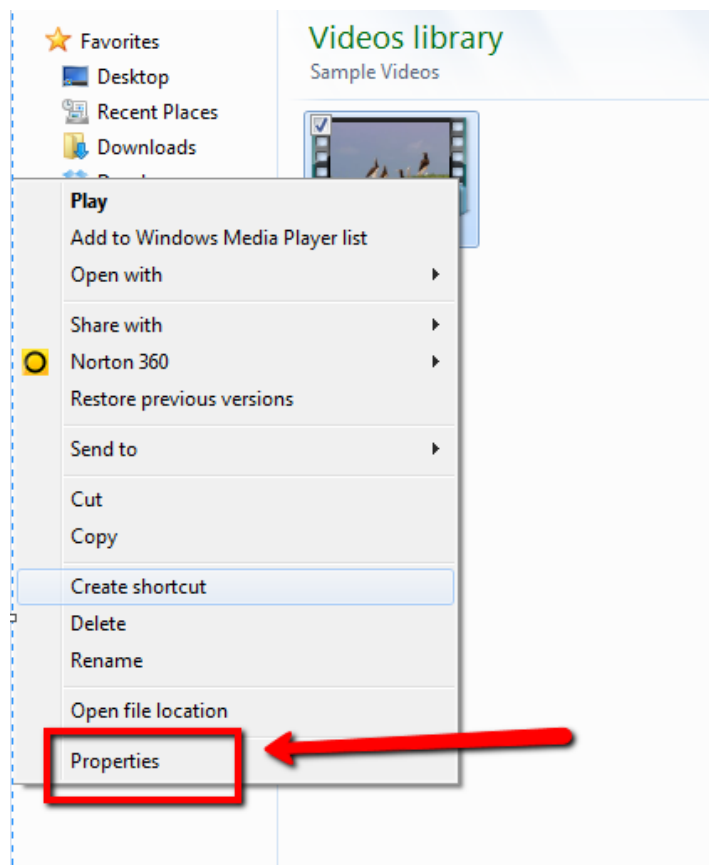 Favorites
Desktop
Recent Places
Downloads
Videos library
Sample Videos
Play
Add to Windows Media Player list
Open with
Share with
Norton 360
Restore previous versions
Send to
Cut
Copy
Create shortcut
Delete
Rename
Open file location
Properties